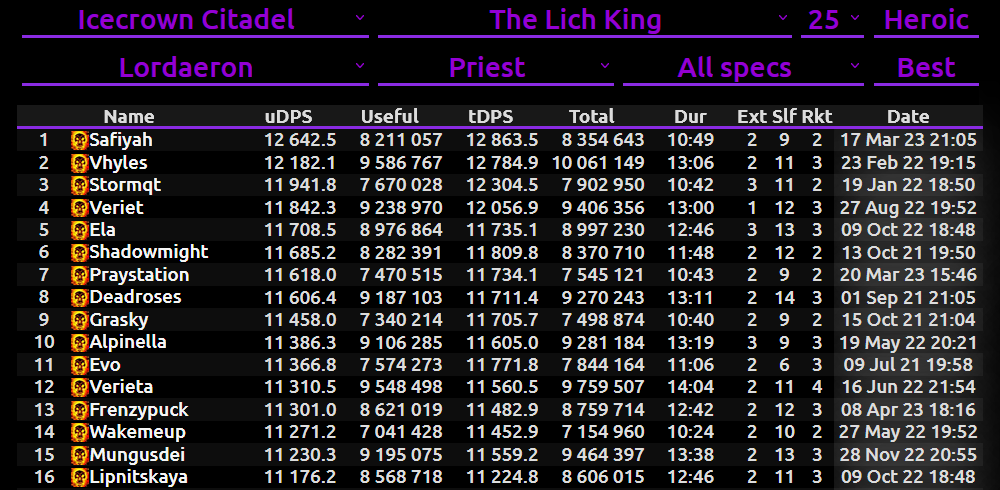 Icecrown Citadel The Lich King 25 Heroic
Lordaeron Priest All specs Best
Name uDPS Useful tDPS Total Dur Ext Slf Rkt Date
1 Safiyah 12 642.5 8 211 057 12 863.5 8 354 643 10:49 2 9 2 17 Mar 23 21:05
2 Vhyles 12 182.1 9 586 767 12 784.9 10 061 149 13:06 2 11 3 23 Feb 22 19:15
3 Stormqt 11 941.8 7 670 028 12 304.5 7 902 950 10:42 3 11 2 19 Jan 22 18:50
4 Veriet 11 842.3 9 238 970 12 056.9 9 406 356 13:00 1 12 3 27 Aug 22 19:52
5 Ela 11 708.5 8 976 864 11 735.1 8 997 230 12:46 3 13 3 09 Oct 22 18:48
6 Shadowmight 11 685.2 8 282 391 11 809.8 8 370 710 11:48 2 12 2 13 Oct 21 19:50
7 Praystation 11 618.0 7 470 515 11 734.1 7 545 121 10:43 2 9 2 20 Mar 23 15:46
8 Deadroses 11 606.4 9 187 103 11 711.4 9 270 243 13:11 2 14 3 01 Sep 21 21:05
9 Grasky 11 458.0 7 340 214 11 705.7 7 498 874 10:40 2 9 2 15 Oct 21 21:04
10 Alpinella 11 386.3 9 106 285 11 605.0 9 281 184 13:19 3 9 3 19 May 22 20:21
11 Evo 11 366.8 7 574 273 11 771.8 7 844 164 11:06 2 6 3 09 Jul 21 19:58
12 Verieta 11 310.5 9 548 498 11 560.5 9 759 507 14:04 2 11 4 16 Jun 22 21:54
13 Frenzypuck 11 301.0 8 621 019 11 482.9 8 759 714 12:42 2 12 3 08 Apr 23 18:16
14 Wakemeup 11 271.2 7 041 428 11 452.9 7 154 960 10:24 2 10 2 27 May 22 19:52
15 Mungusdei 11 230.3 9 195 075 11 559.2 9 464 397 13:38 2 13 3 28 Nov 22 20:55
16 Lipnitskaya 11 176.2 8 568 718 11 224.8 8 606 015 12:46 2 11 3 09 Oct 22 18:48